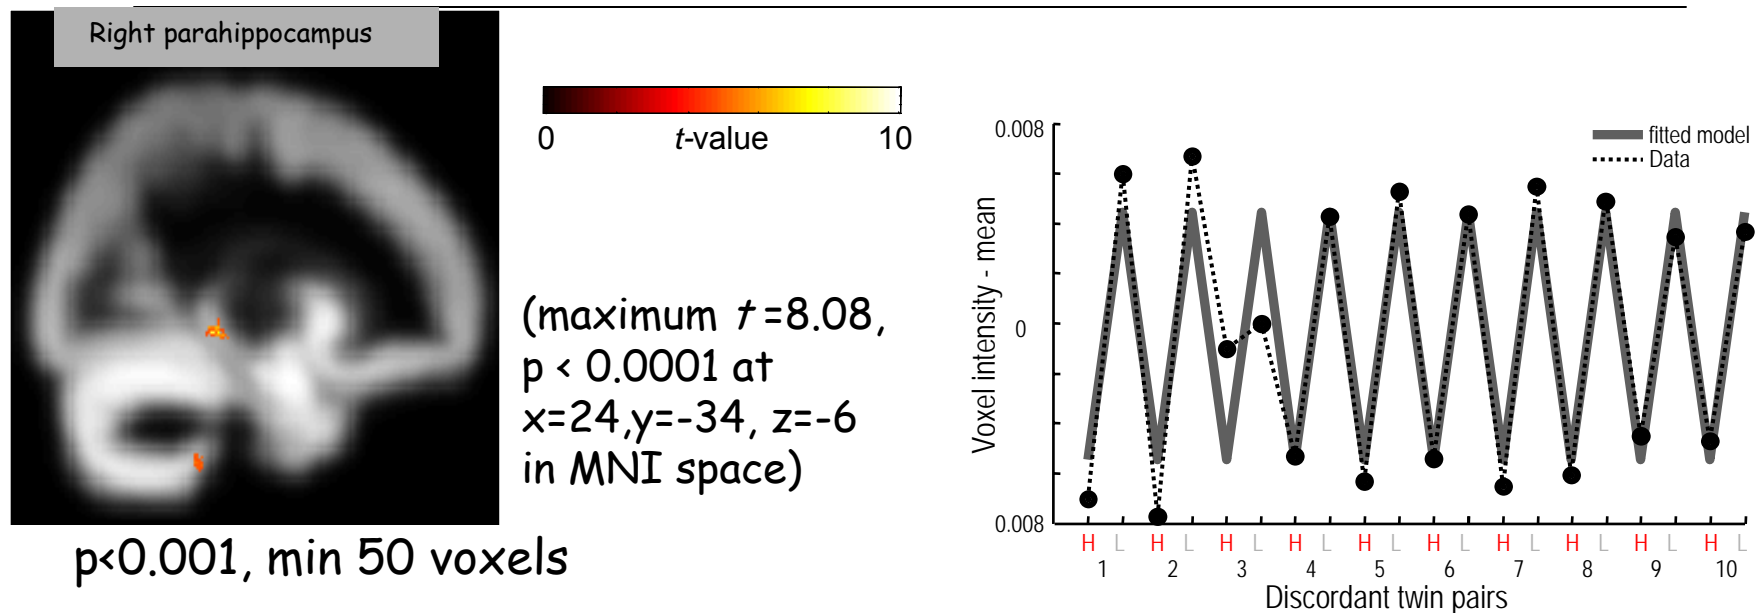 Right parahippocampus
0 t-value 10
(maximum t=8.08,
p < 0.0001 at
x=24,y=-34, z=-6
in MNI space)
p<0.001, min 50 voxels
fitted model
Data
Voxel intensity - mean
0.008
0
0.008
H L H L H L H L H L H L H L H L H L H L
1 2 3 4 5 6 7 8 9 10
Discordant twin pairs